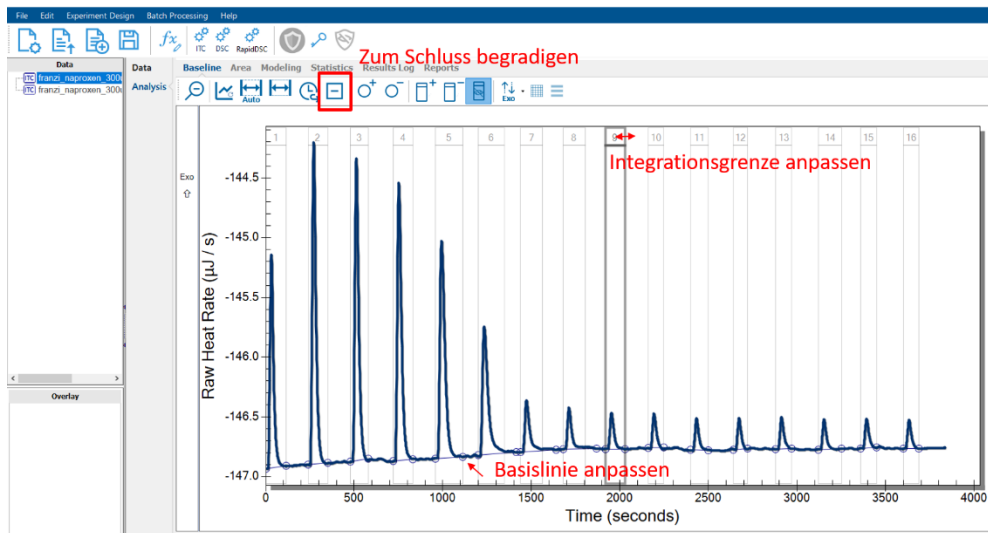 File Edit Experiment Design Batch Processing Help
fx ITC DSC RapidDSC
Zum Schluss begradigen
Data
ITC franzi_naproxen_300
ITC franzi_naproxen_300
Data
Analysis
Baseline Area Modeling Statistics Results Log Reports
Auto Exo
1 2 3 4 5 6 7 8 9 10 11 12 13 14 15 16
Integrationsgrenze anpassen
Exo
Raw Heat Rate (µJ / s)
-144.5
-145.0
-145.5
-146.0
-146.5
-147.0
Basislinie anpassen
0 500 1000 1500 2000 2500 3000 3500 4000
Time (seconds)
Overlay